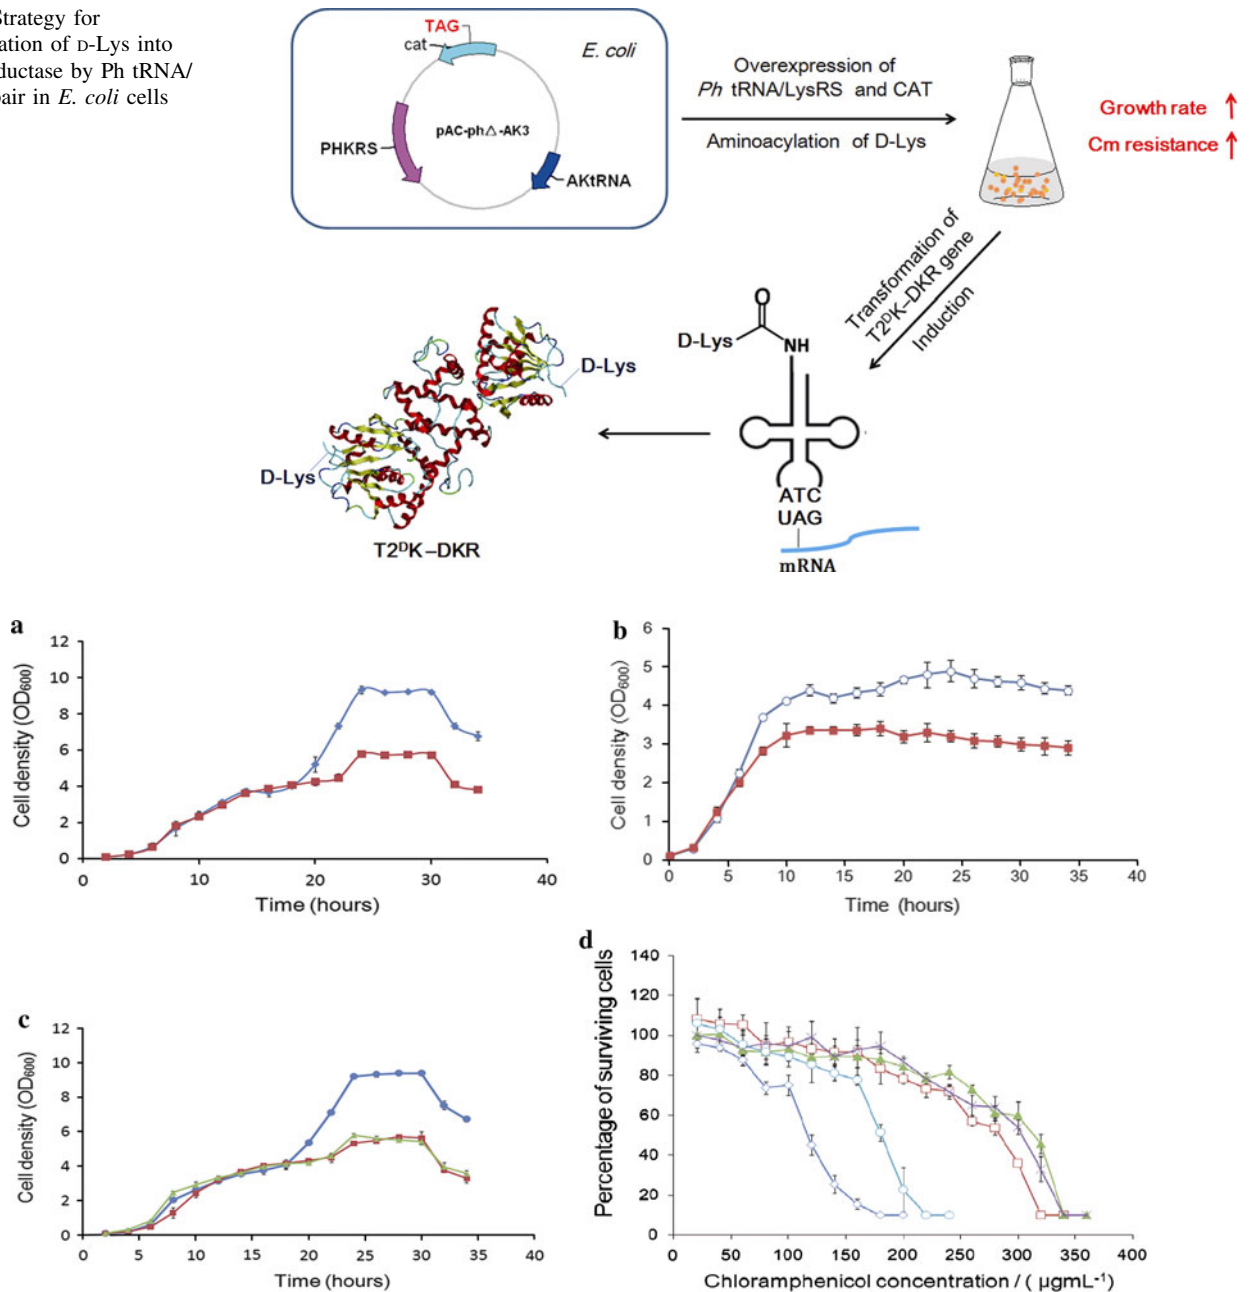 Strategy for
ation of D-Lys into
ductase by Ph tRNA/
pair in E. coli cells
TAG
cat
E. coli
pAC-ph△-AK3
PHKRS
AKtRNA
Overexpression of
Ph tRNA/LysRS and CAT
Aminoacylation of D-Lys
Growth rate ↑
Cm resistance ↑
Transformation of
T2ᴰK–DKR gene
Induction
O
D-Lys
NH
ATC
UAG
mRNA
D-Lys
D-Lys
T2ᴰK–DKR
a
12
10
8
6
4
2
0
Cell density (OD₆₀₀)
0 10 20 30 40
Time (hours)
b
6
5
4
3
2
1
0
Cell density (OD₆₀₀)
0 5 10 15 20 25 30 35 40
Time (hours)
c
12
10
8
6
4
2
0
Cell density (OD₆₀₀)
0 5 10 15 20 25 30 35 40
Time (hours)
d
140
120
100
80
60
40
20
0
Percentage of surviving cells
0 50 100 150 200 250 300 350 400
Chloramphenicol concentration / ( µgmL⁻¹)